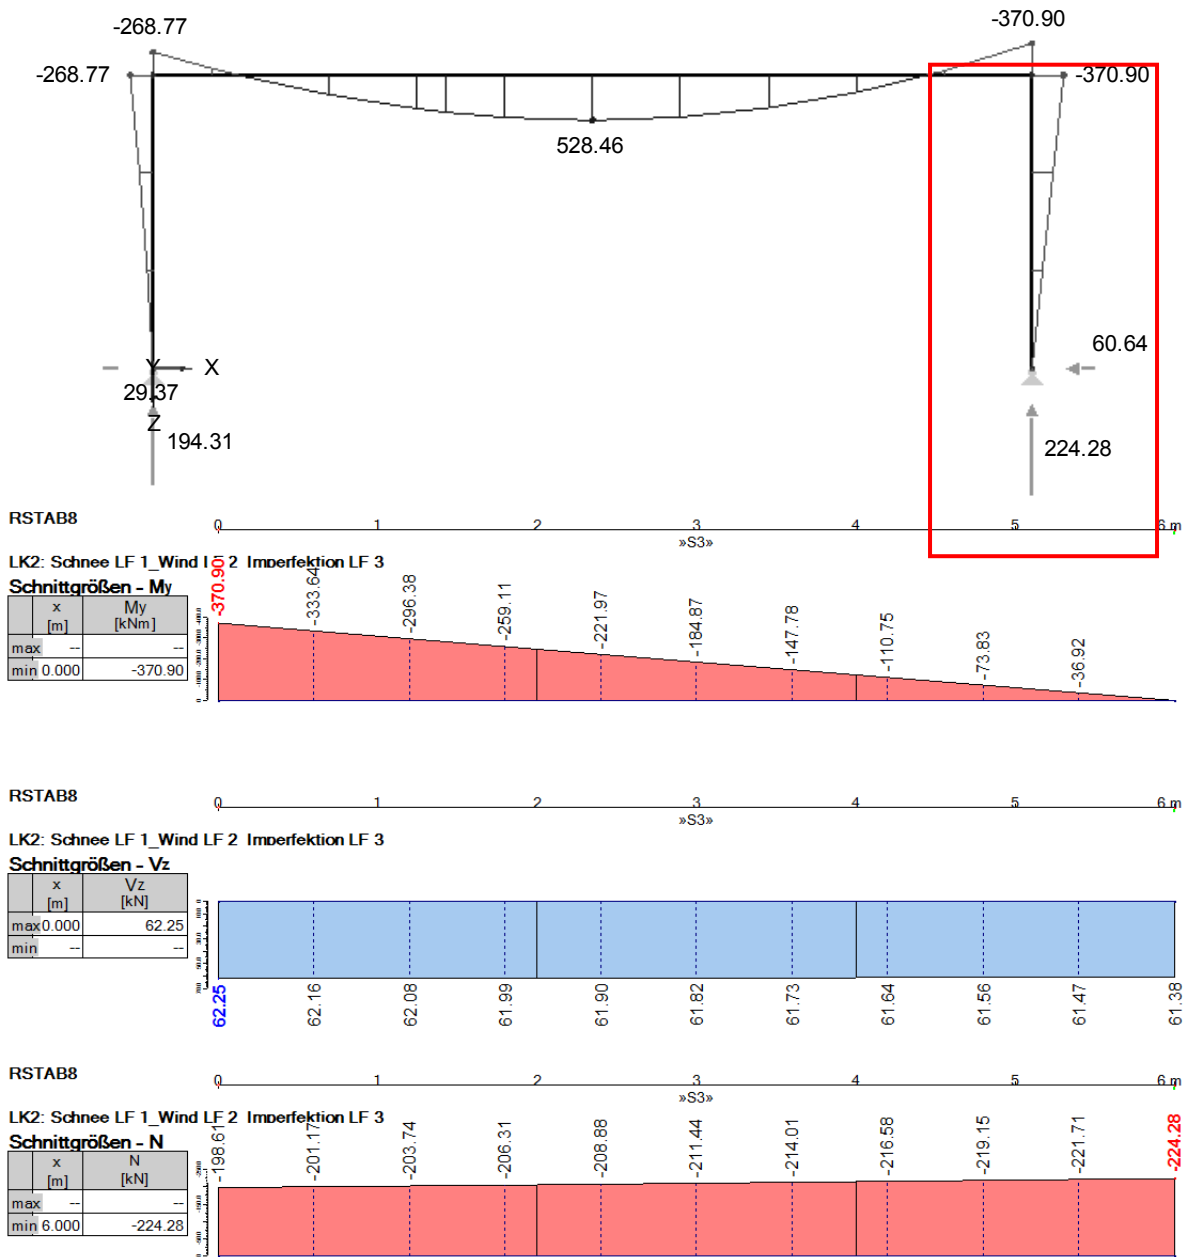 -268.77
-370.90
-268.77
-370.90
528.46
60.64
Y
X
29.37
Z
194.31
224.28
RSTAB8
0 1 2 3 4 5 6 m
»S3»
LK2: Schnee LF 1_Wind LF 2 Imperfektion LF 3
Schnittgrößen - My
x My
[m] [kNm]
max -- --
min 0.000 -370.90
-370.90 -333.64 -296.38 -259.11 -221.97 -184.87 -147.78 -110.75 -73.83 -36.92
RSTAB8
0 1 2 3 4 5 6 m
»S3»
LK2: Schnee LF 1_Wind LF 2 Imperfektion LF 3
Schnittgrößen - Vz
x Vz
[m] [kN]
max 0.000 62.25
min -- --
62.25 62.16 62.08 61.99 61.90 61.82 61.73 61.64 61.56 61.47 61.38
RSTAB8
0 1 2 3 4 5 6 m
»S3»
LK2: Schnee LF 1_Wind LF 2 Imperfektion LF 3
Schnittgrößen - N
x N
[m] [kN]
max -- --
min 6.000 -224.28
-198.61 -201.17 -203.74 -206.31 -208.88 -211.44 -214.01 -216.58 -219.15 -221.71 -224.28